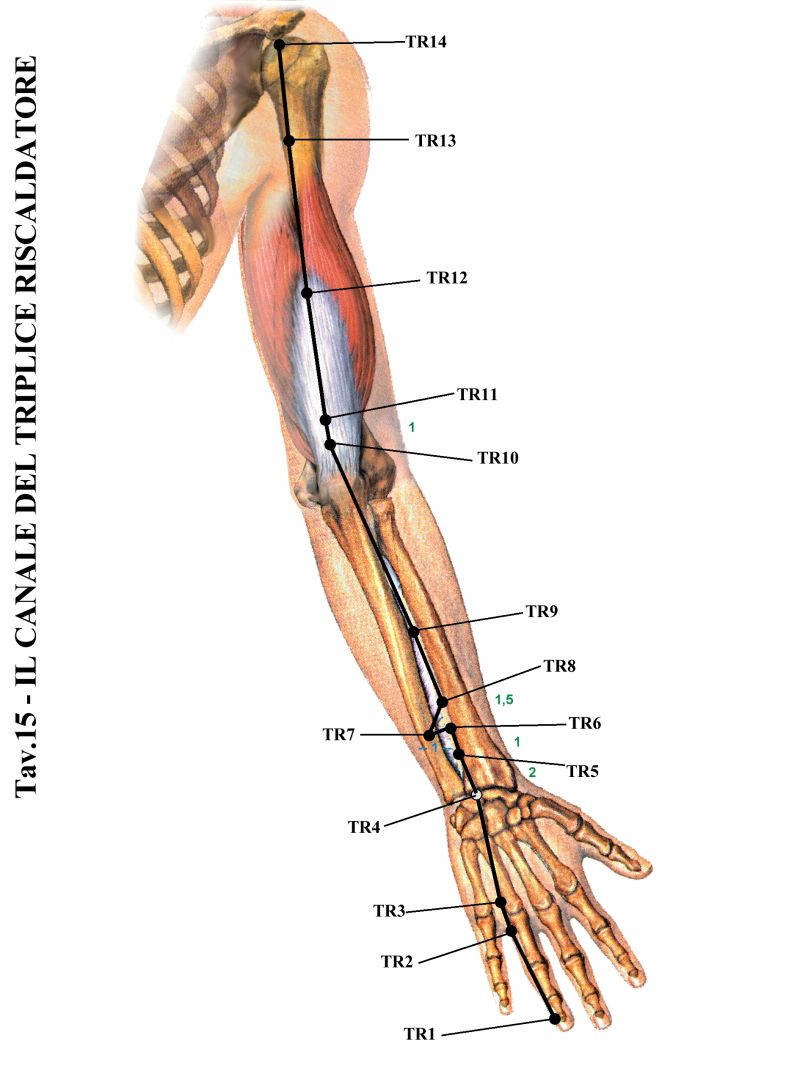 Tav.15 - IL CANALE DEL TRIPLICE RISCALDATORE
TR14
TR13
TR12
TR11
1
TR10
TR9
TR8
1,5
TR6
TR7
1
1
TR5
2
TR4
TR3
TR2
TR1